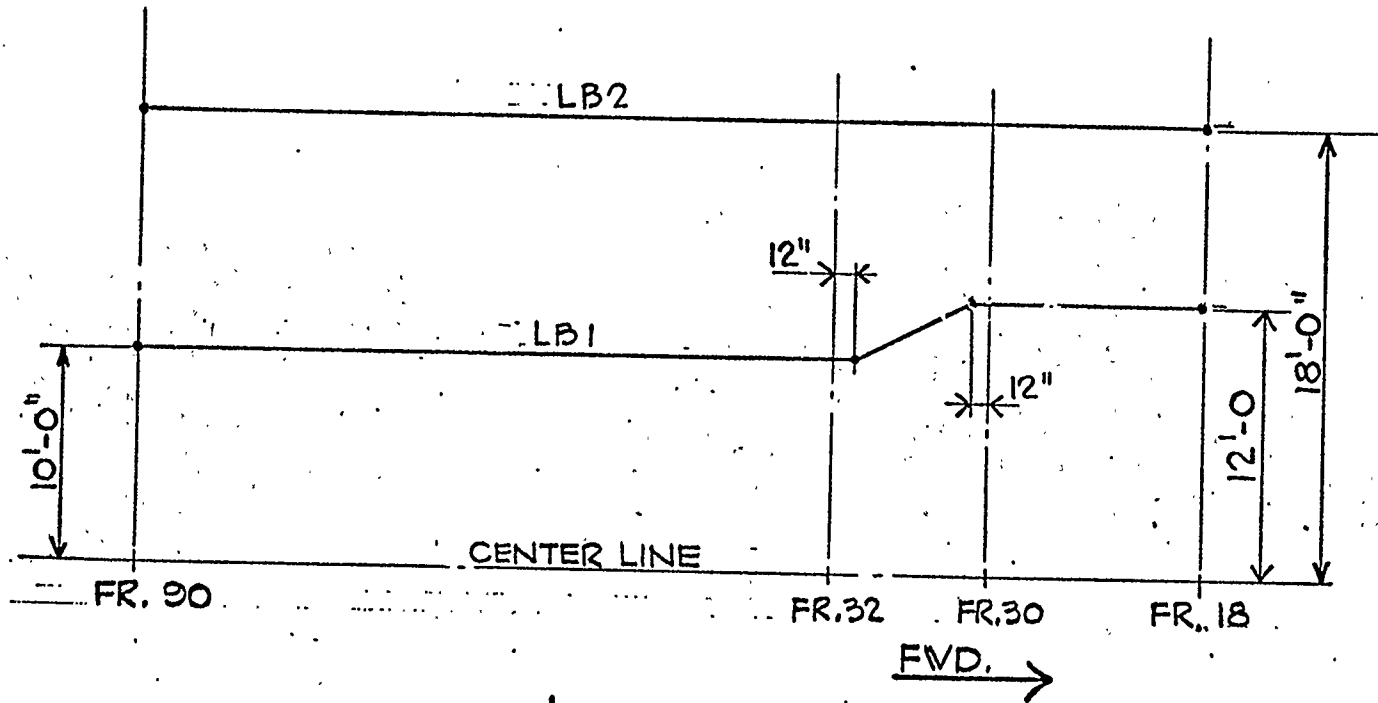 LB2
12"
18'-0"
LB1
12"
10'-0"
12'-0
CENTER LINE
FR. 90
FR.32
FR.30
FR. 18
FWD.